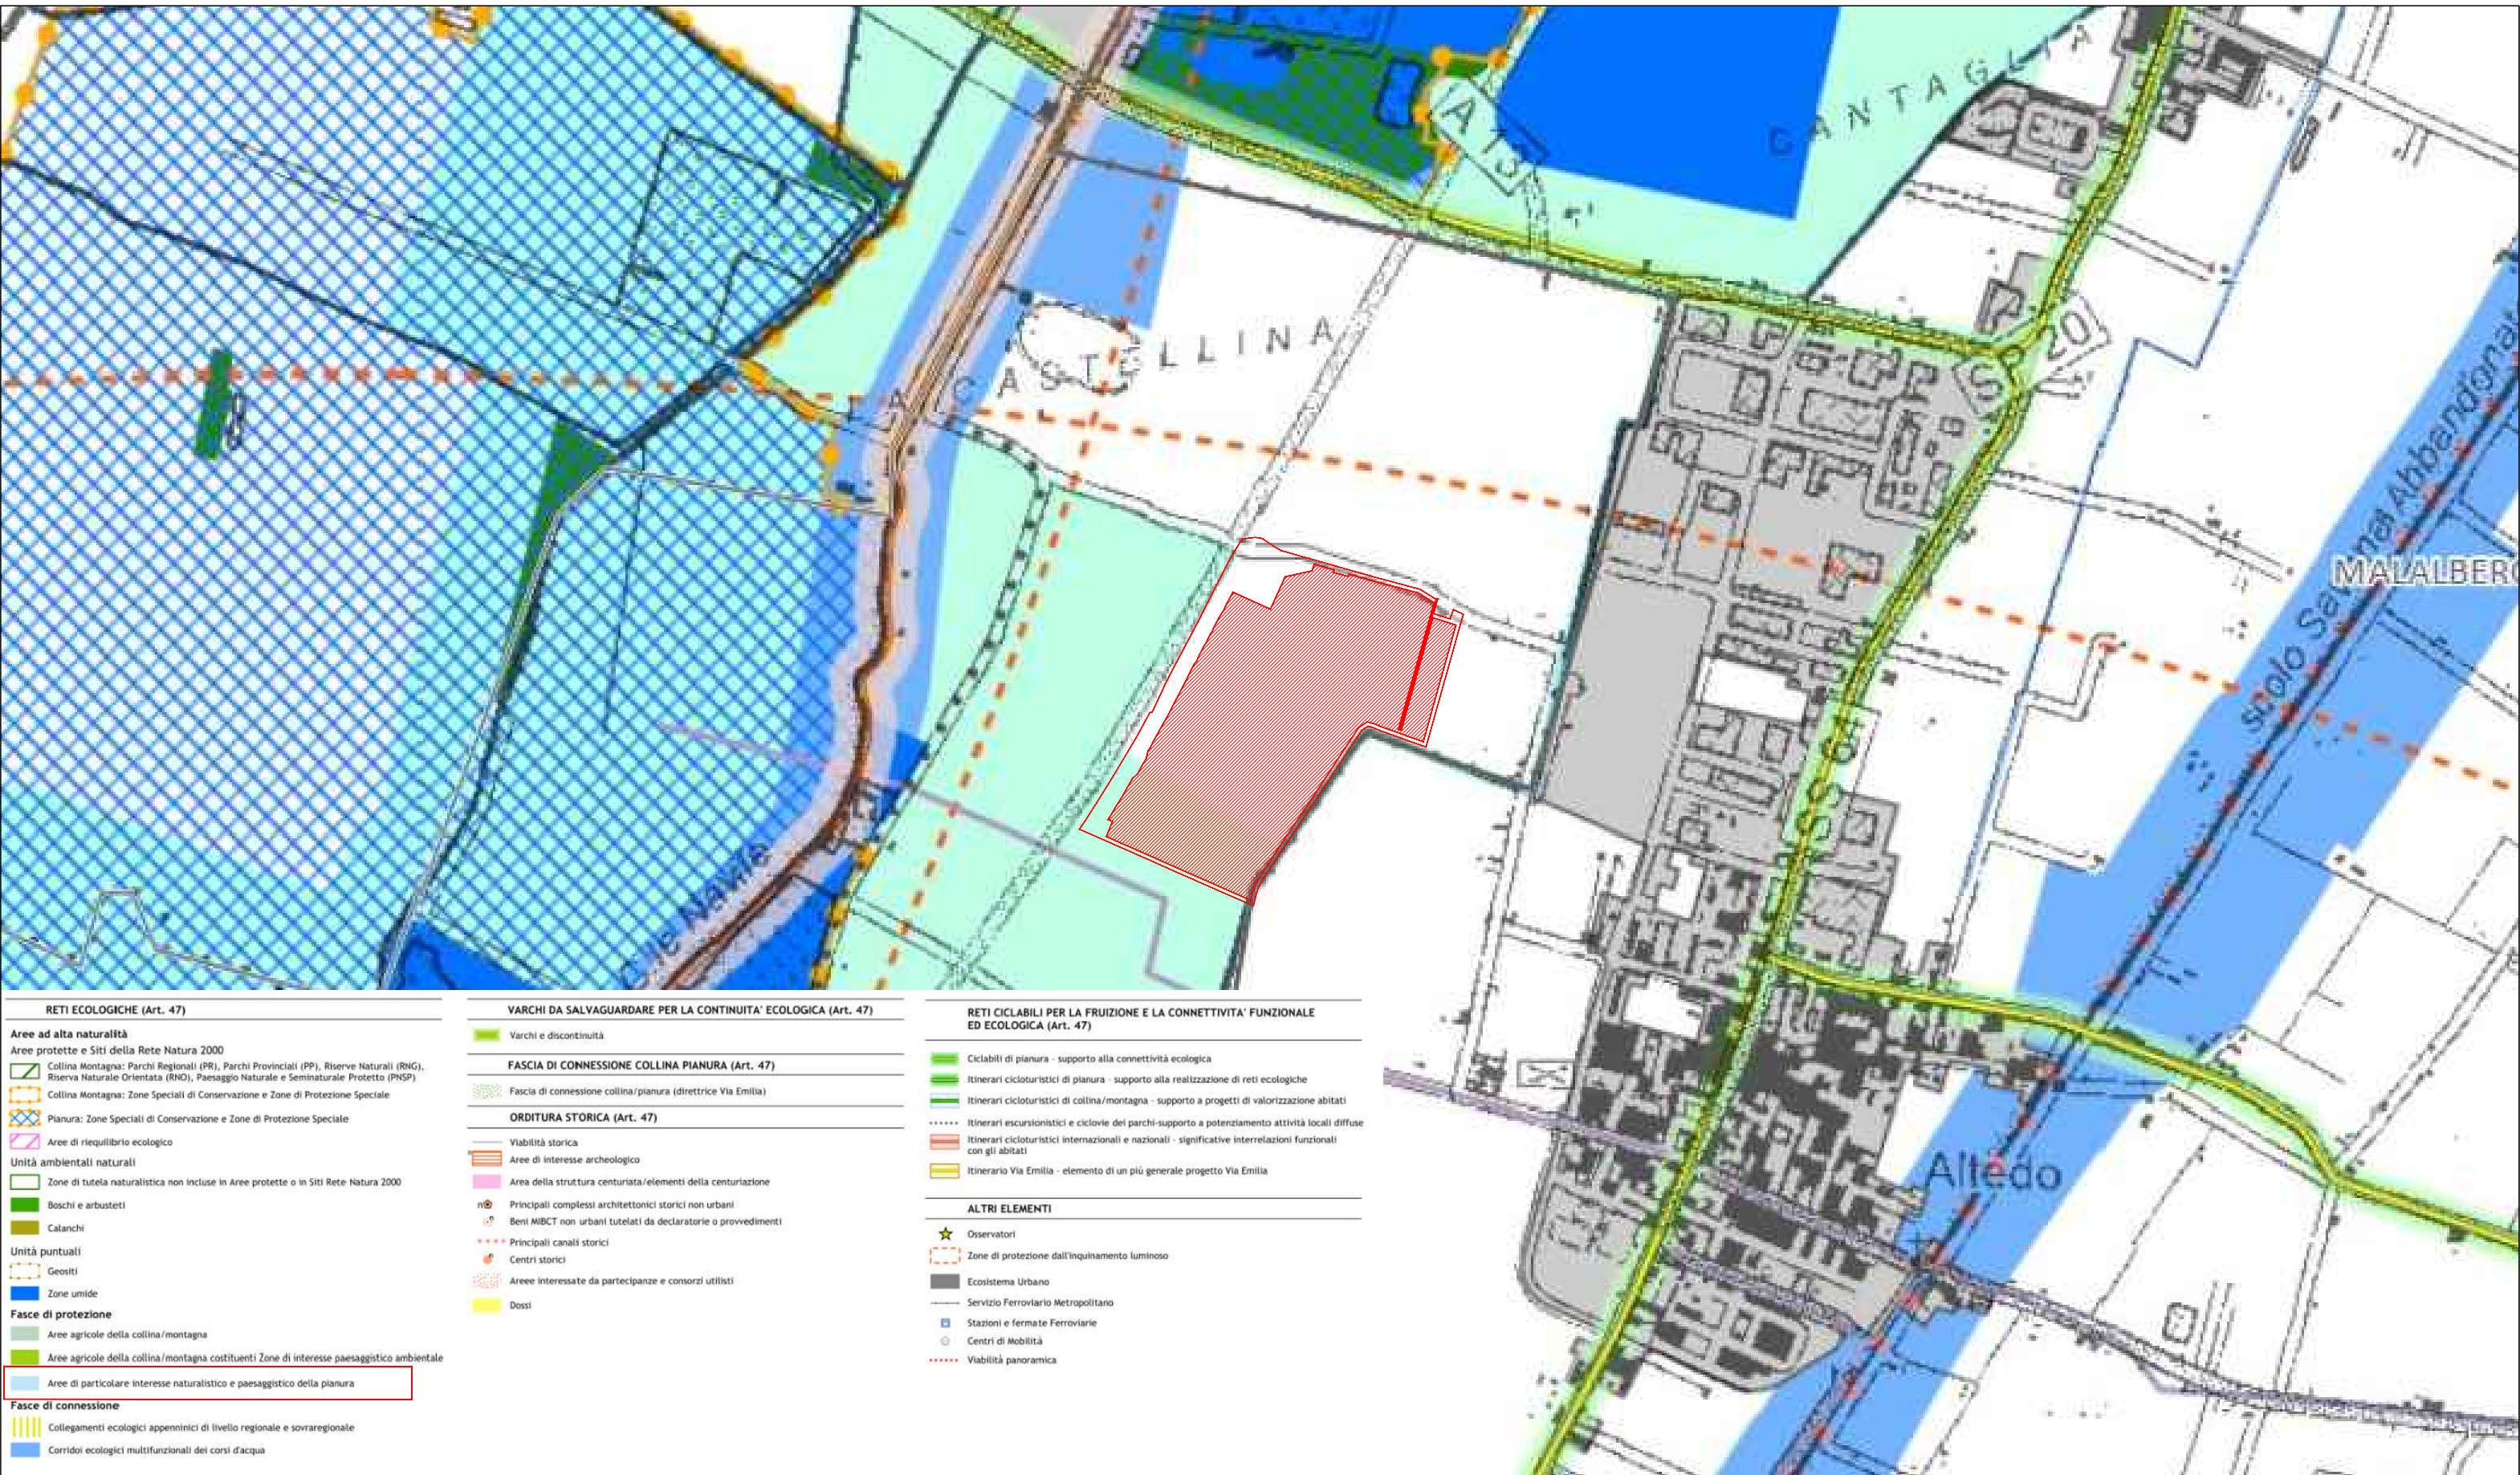 A 13
CANTAGLIA
LA CASTELLINA
SP 20
MALALBERG
solo Savena Abbandonat
Navile
Altedo
RETI ECOLOGICHE (Art. 47)
Aree ad alta naturalità
Aree protette e Siti della Rete Natura 2000
Collina Montagna: Parchi Regionali (PR), Parchi Provinciali (PP), Riserve Naturali (RNG),
Riserva Naturale Orientata (RNO), Paesaggio Naturale e Seminaturale Protetto (PNSP)
Collina Montagna: Zone Speciali di Conservazione e Zone di Protezione Speciale
Pianura: Zone Speciali di Conservazione e Zone di Protezione Speciale
Aree di riequilibrio ecologico
Unità ambientali naturali
Zone di tutela naturalistica non incluse in Aree protette o in Siti Rete Natura 2000
Boschi e arbusteti
Calanchi
Unità puntuali
Geositi
Zone umide
Fasce di protezione
Aree agricole della collina/montagna
Aree agricole della collina/montagna costituenti Zone di interesse paesaggistico ambientale
Aree di particolare interesse naturalistico e paesaggistico della pianura
Fasce di connessione
Collegamenti ecologici appenninici di livello regionale e sovraregionale
Corridoi ecologici multifunzionali dei corsi d'acqua
VARCHI DA SALVAGUARDARE PER LA CONTINUITA' ECOLOGICA (Art. 47)
Varchi e discontinuità
FASCIA DI CONNESSIONE COLLINA PIANURA (Art. 47)
Fascia di connessione collina/pianura (direttrice Via Emilia)
ORDITURA STORICA (Art. 47)
Viabilità storica
Aree di interesse archeologico
Area della struttura centuriata/elementi della centuriazione
Principali complessi architettonici storici non urbani
Beni MIBCT non urbani tutelati da declaratorie o provvedimenti
Principali canali storici
Centri storici
Areee interessate da partecipanze e consorzi utilisti
Dossi
RETI CICLABILI PER LA FRUIZIONE E LA CONNETTIVITA' FUNZIONALE
ED ECOLOGICA (Art. 47)
Ciclabili di pianura - supporto alla connettività ecologica
Itinerari cicloturistici di pianura - supporto alla realizzazione di reti ecologiche
Itinerari cicloturistici di collina/montagna - supporto a progetti di valorizzazione abitati
Itinerari escursionistici e ciclovie dei parchi-supporto a potenziamento attività locali diffuse
Itinerari cicloturistici internazionali e nazionali - significative interrelazioni funzionali
con gli abitati
Itinerario Via Emilia - elemento di un più generale progetto Via Emilia
ALTRI ELEMENTI
Osservatori
Zone di protezione dall'inquinamento luminoso
Ecosistema Urbano
Servizio Ferroviario Metropolitano
Stazioni e fermate Ferroviarie
Centri di Mobilità
Viabilità panoramica